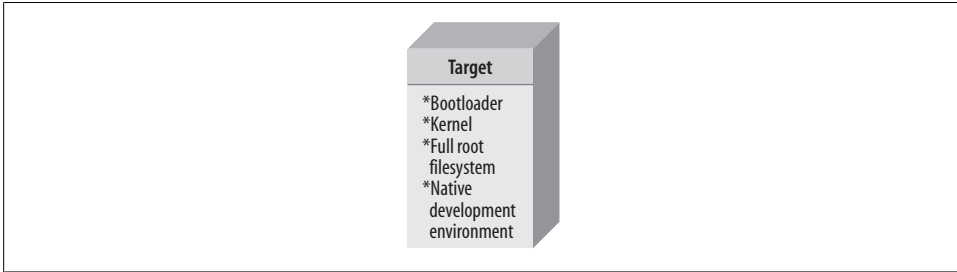 Target
*Bootloader
*Kernel
*Full root
filesystem
*Native
development
environment